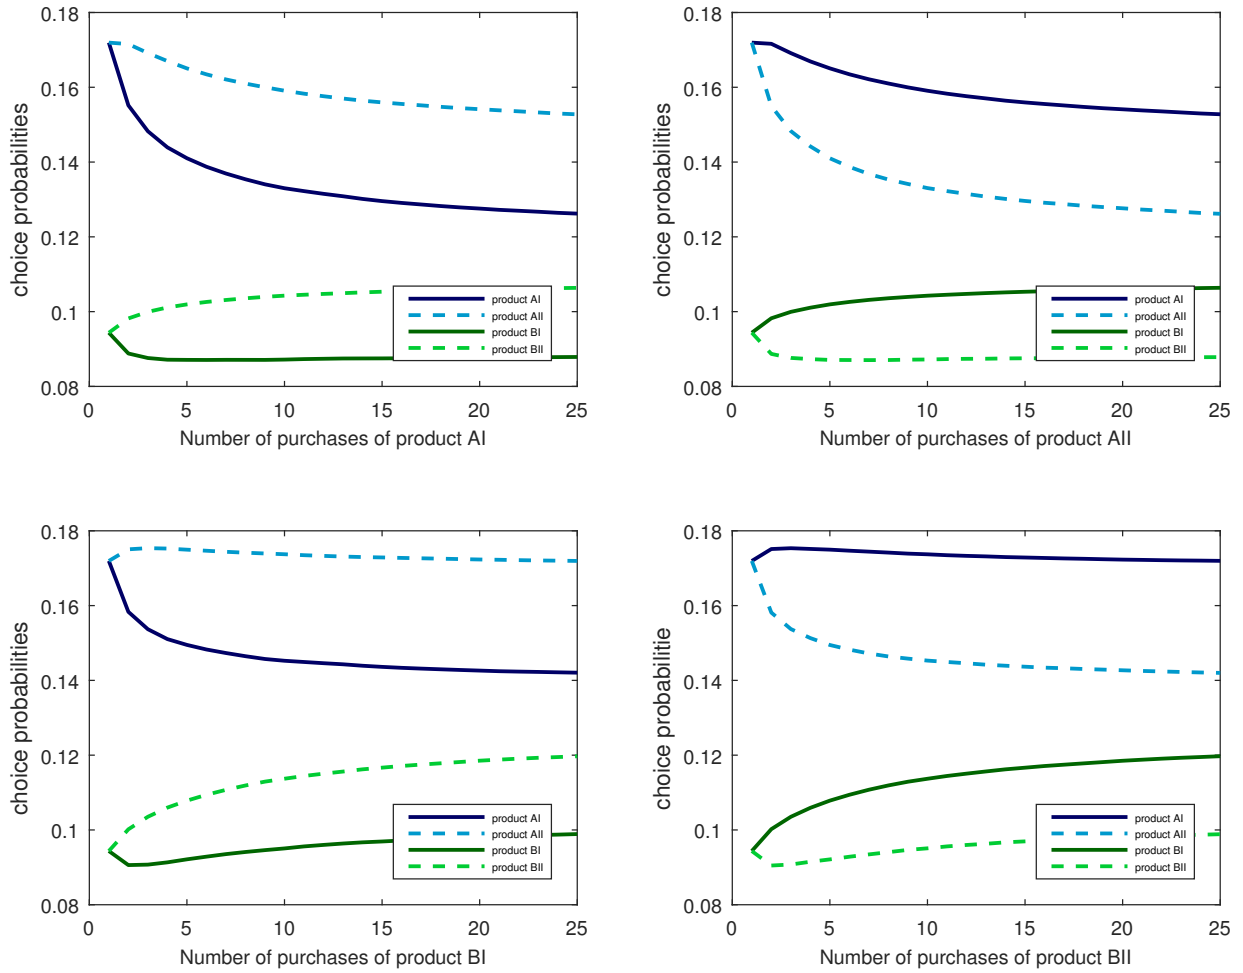 0.18
0.16
0.14
0.12
0.1
0.08
choice probabilities
product AI
product AII
product BI
product BII
0 5 10 15 20 25
Number of purchases of product AI
0.18
0.16
0.14
0.12
0.1
0.08
choice probabilities
product AI
product AII
product BI
product BII
0 5 10 15 20 25
Number of purchases of product AII
0.18
0.16
0.14
0.12
0.1
0.08
choice probabilities
product AI
product AII
product BI
product BII
0 5 10 15 20 25
Number of purchases of product BI
0.18
0.16
0.14
0.12
0.1
0.08
choice probabilitie
product AI
product AII
product BI
product BII
0 5 10 15 20 25
Number of purchases of product BII